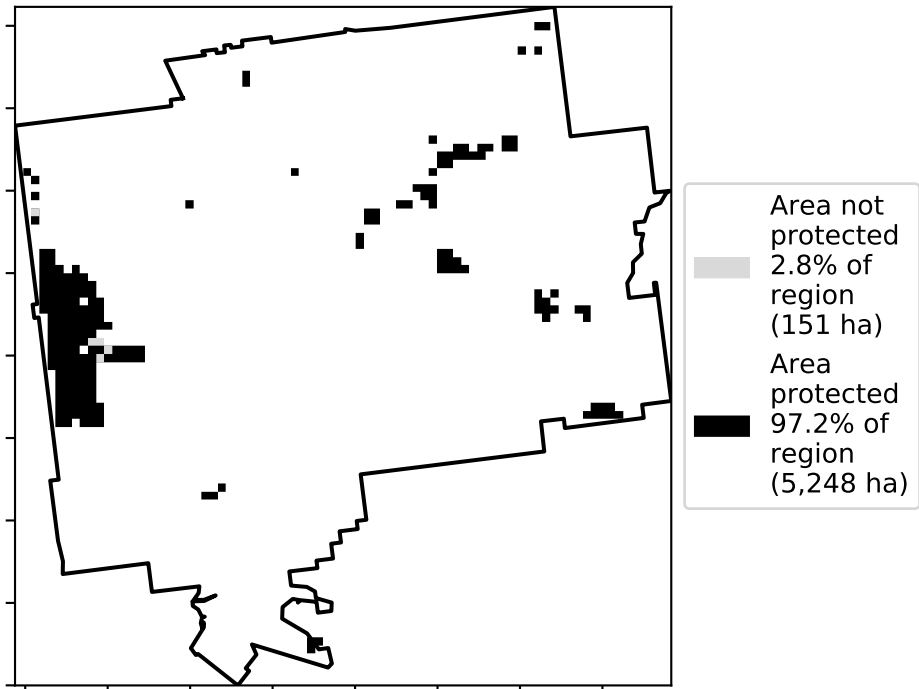 Area not
protected
2.8% of
region
(151 ha)
Area
protected
97.2% of
region
(5,248 ha)